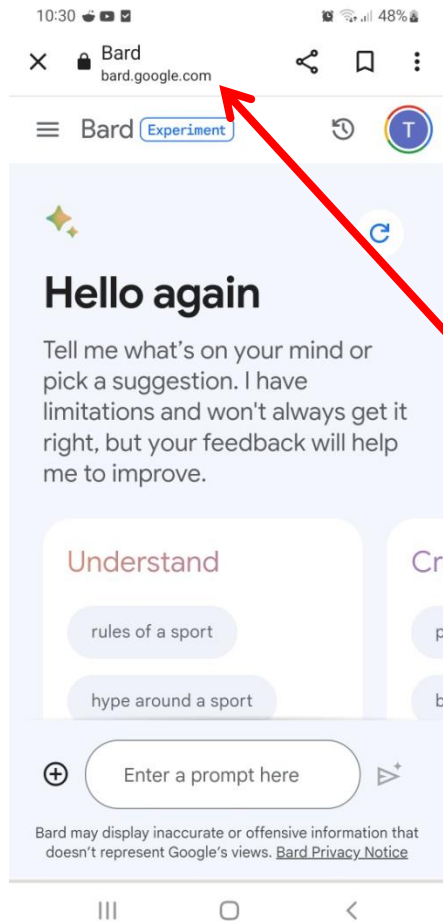 10:30 48%
Bard
bard.google.com
Bard Experiment T
Hello again
Tell me what's on your mind or
pick a suggestion. I have
limitations and won't always get it
right, but your feedback will help
me to improve.
Understand Cr
rules of a sport p
hype around a sport b
Enter a prompt here
Bard may display inaccurate or offensive information that
doesn't represent Google's views. Bard Privacy Notice